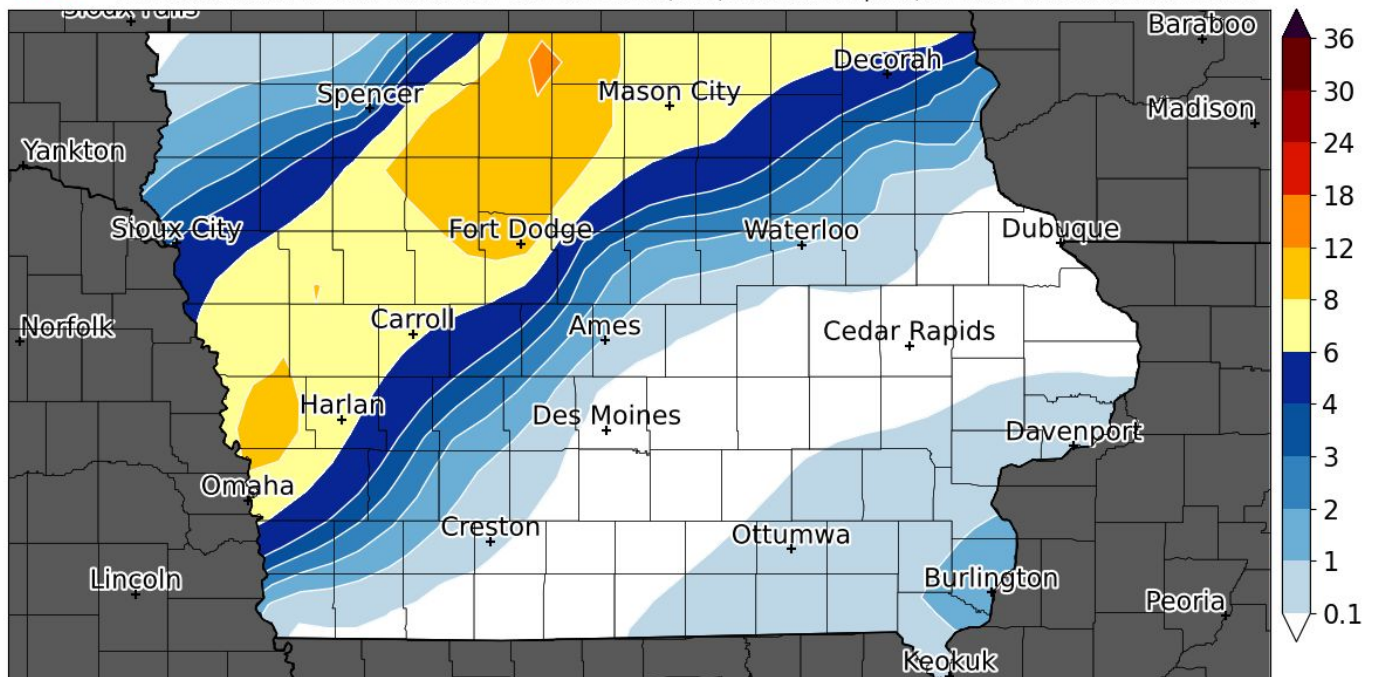 Baraboo
36
Decorah
Spencer
Mason City
30
Madison
24
Yankton
18
Sioux City
Fort Dodge
Waterloo
Dubuque
12
8
Norfolk
Carroll
Ames
Cedar Rapids
6
4
Harlan
Des Moines
Davenport
3
Omaha
2
Creston
Ottumwa
1
Lincoln
Burlington
Peoria
0.1
Keokuk